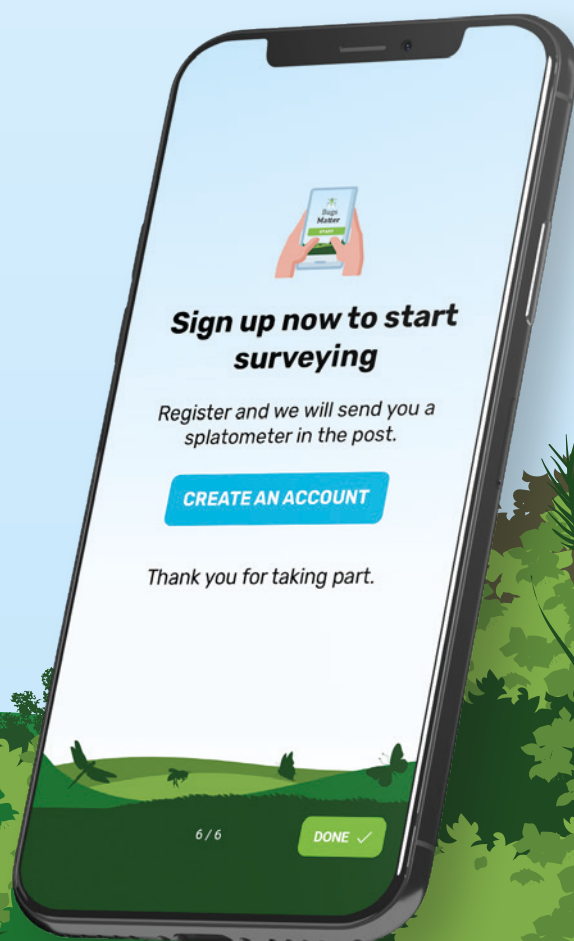 Bugs
Matter
START
Sign up now to start
surveying
Register and we will send you a
splatometer in the post.
CREATE AN ACCOUNT
Thank you for taking part.
6/6
DONE